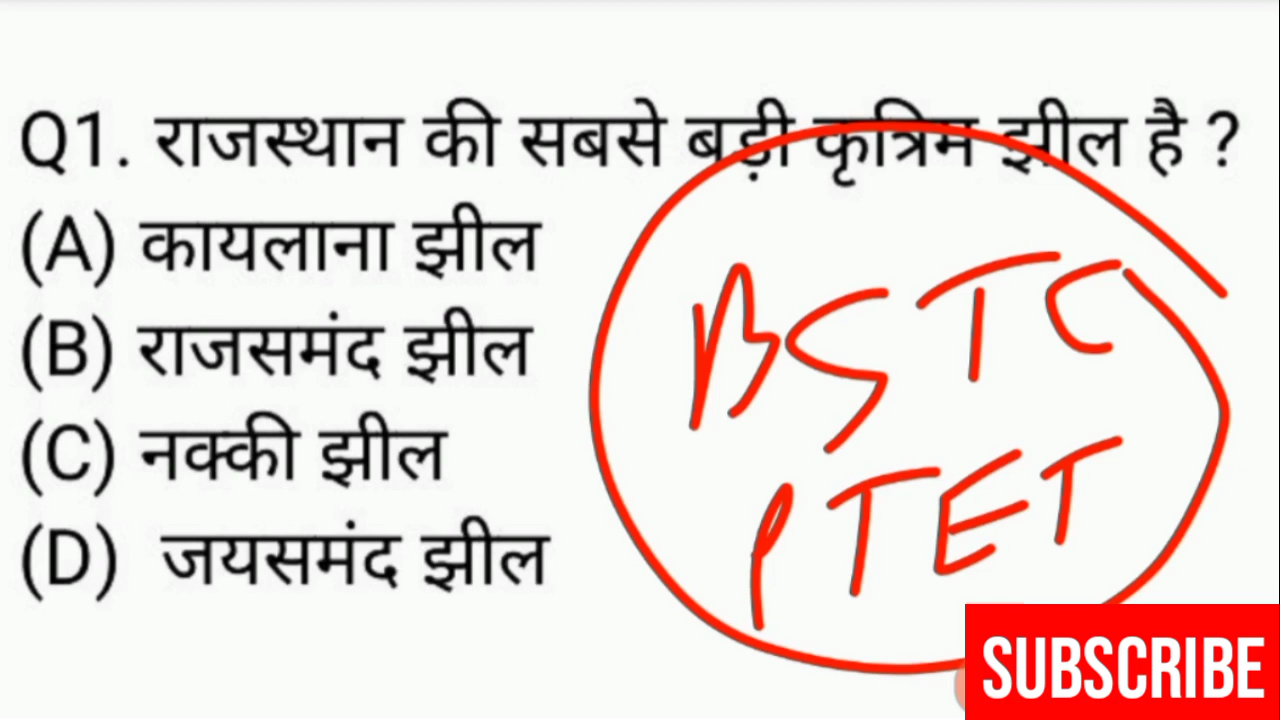 Q1. राजस्थान की सबसे बड़ी कृत्रिम झील है ?
(A) कायलाना झील
(B) राजसमंद झील
(C) नक्की झील
(D) जयसमंद झील
BSTC
PTET
SUBSCRIBE